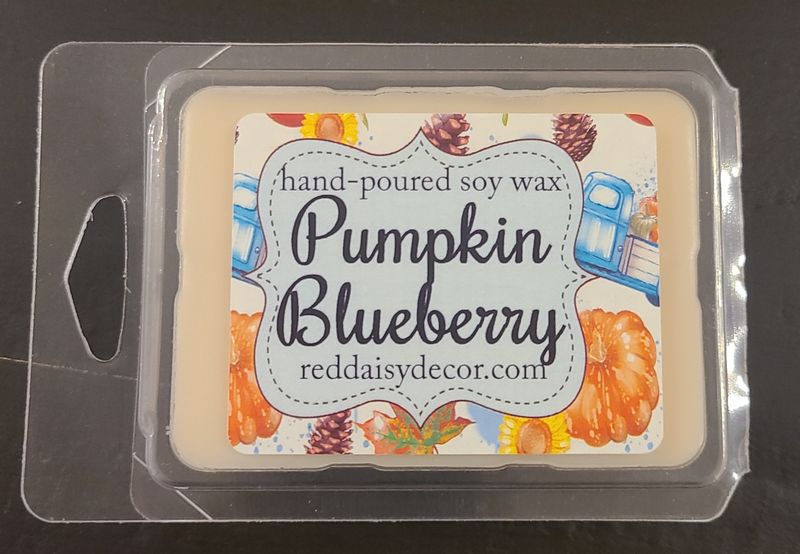 hand-poured soy wax
Pumpkin
Blueberry
reddaisydecor.com